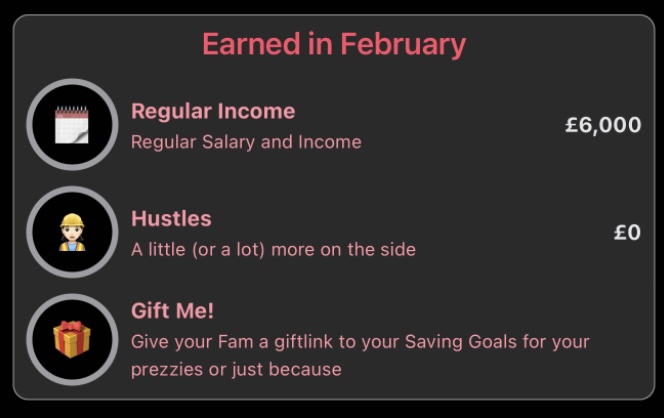 Earned in February
Regular Income
Regular Salary and Income
£6,000
Hustles
A little (or a lot) more on the side
£0
Gift Me!
Give your Fam a giftlink to your Saving Goals for your
prezzies or just because